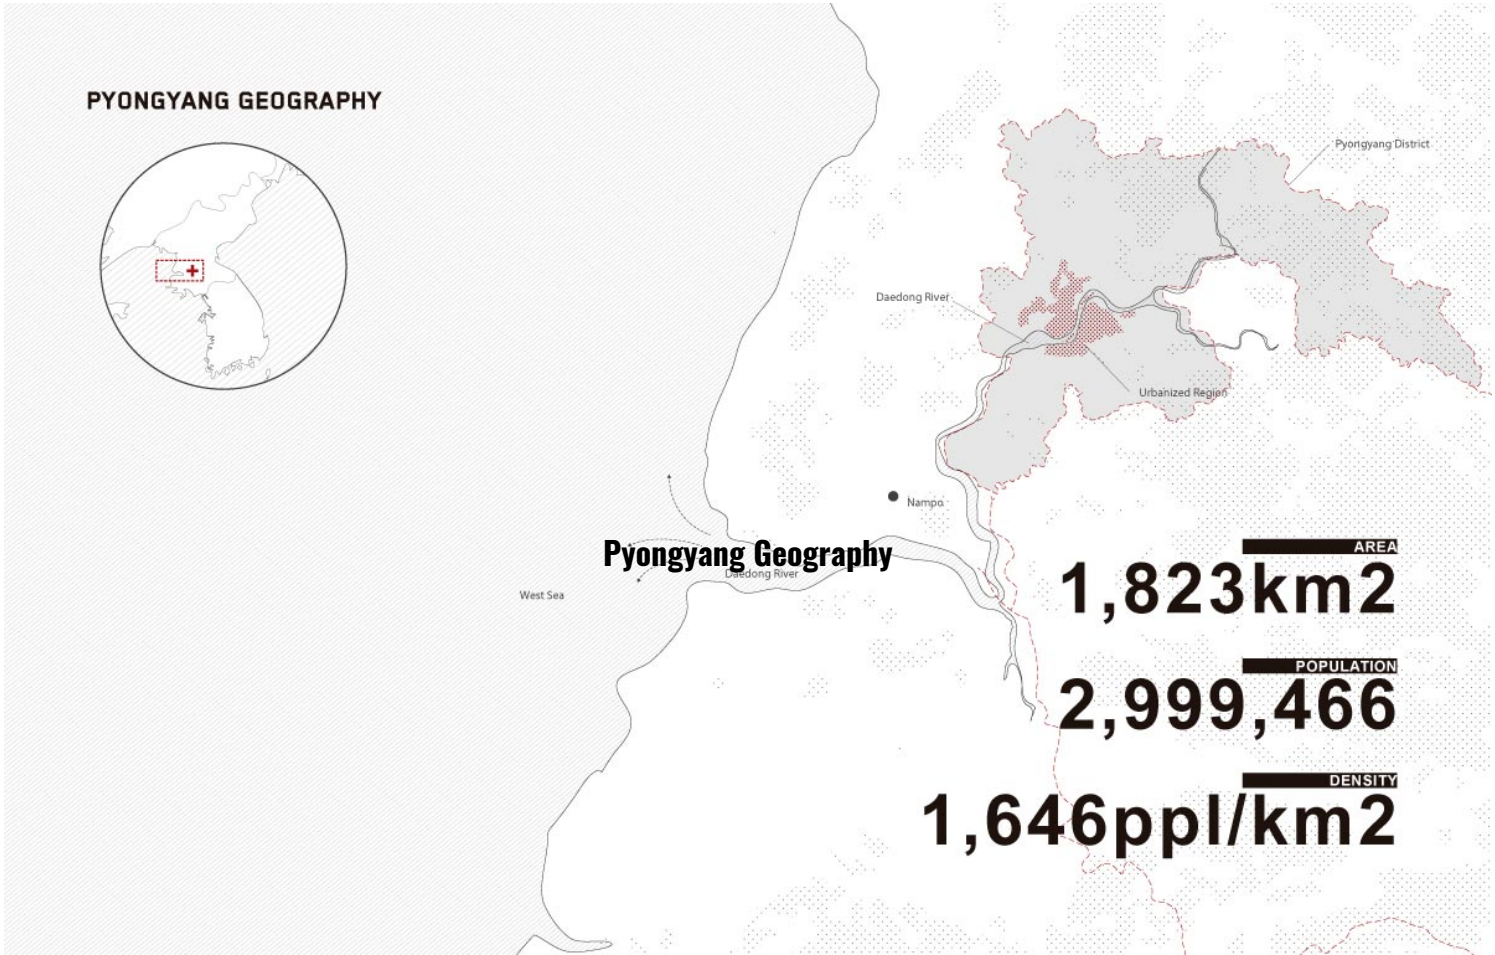 PYONGYANG GEOGRAPHY
Pyongyang District
Daedong River
Urbanized Region
Nampo
Pyongyang Geography
Daedong River
West Sea
AREA
1,823km2
POPULATION
2,999,466
DENSITY
1,646ppl/km2